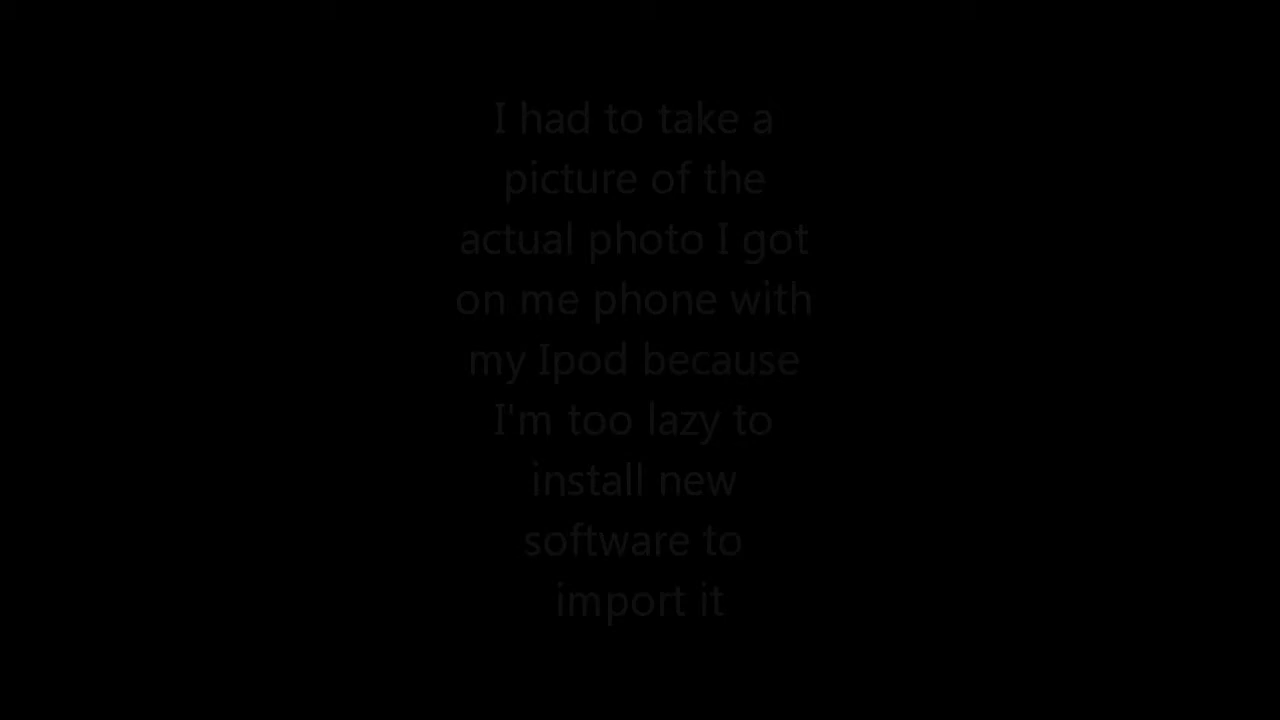 I had to take a
picture of the
actual photo I got
on me phone with
my Ipod because
I'm too lazy to
install new
software to
import it